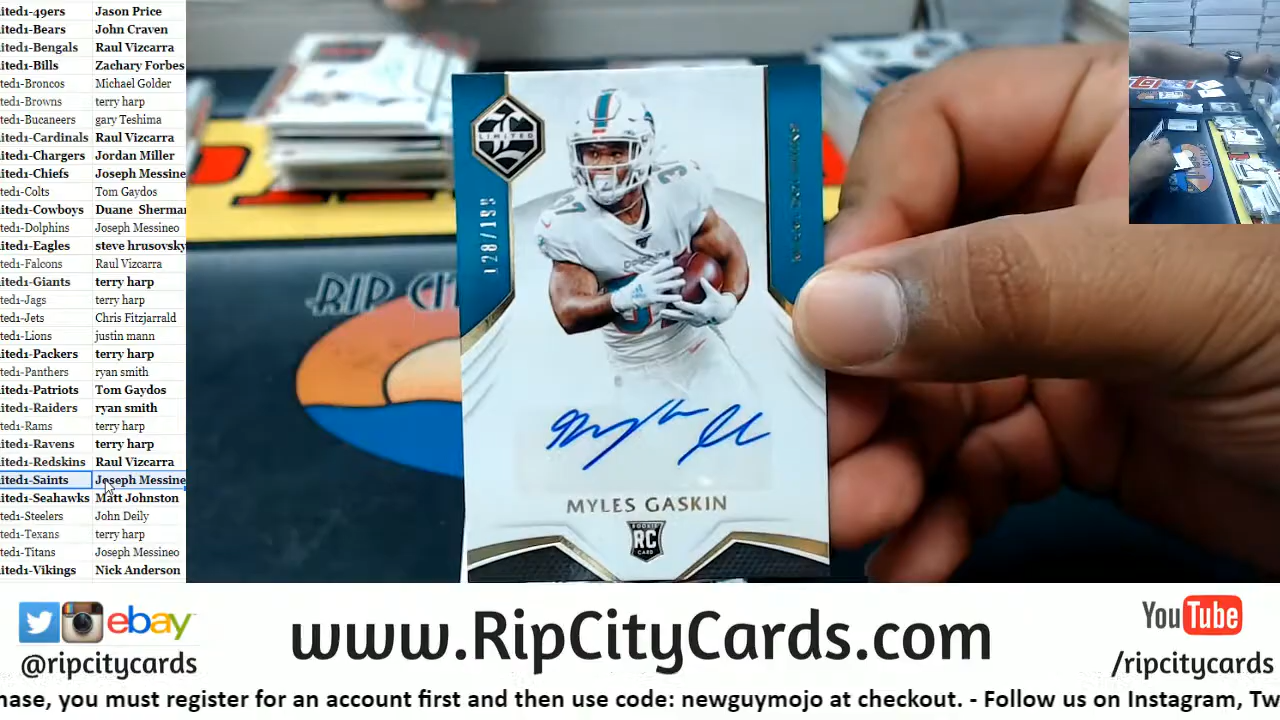 ited1-49ers Jason Price
ited1-Bears John Craven
ited1-Bengals Raul Vizcarra
ited1-Bills Zachary Forbes
ted1-Broncos Michael Golder
ted1-Browns terry harp
ted1-Bucaneers gary Teshima
ited1-Cardinals Raul Vizcarra
ited1-Chargers Jordan Miller
ited1-Chiefs Joseph Messine
ted1-Colts Tom Gaydos
ited1-Cowboys Duane Sherman
ted1-Dolphins Joseph Messineo
ited1-Eagles steve hrusovsky
ted1-Falcons Raul Vizcarra
ited1-Giants terry harp
ted1-Jags terry harp
ted1-Jets Chris Fitzjarrald
ted1-Lions justin mann
ited1-Packers terry harp
ted1-Panthers ryan smith
ited1-Patriots Tom Gaydos
ited1-Raiders ryan smith
ted1-Rams terry harp
ited1-Ravens terry harp
ited1-Redskins Raul Vizcarra
ited1-Saints Joseph Messine
ited1-Seahawks Matt Johnston
ted1-Steelers John Deily
ted1-Texans terry harp
ted1-Titans Joseph Messineo
ited1-Vikings Nick Anderson
RIP CI
LIMITED
128/199
37
MYLES GASKIN
ROOKIE
RC
CARD
ebay
@ripcitycards
www.RipCityCards.com
YouTube
/ripcitycards
hase, you must register for an account first and then use code: newguymojo at checkout. - Follow us on Instagram, Tw